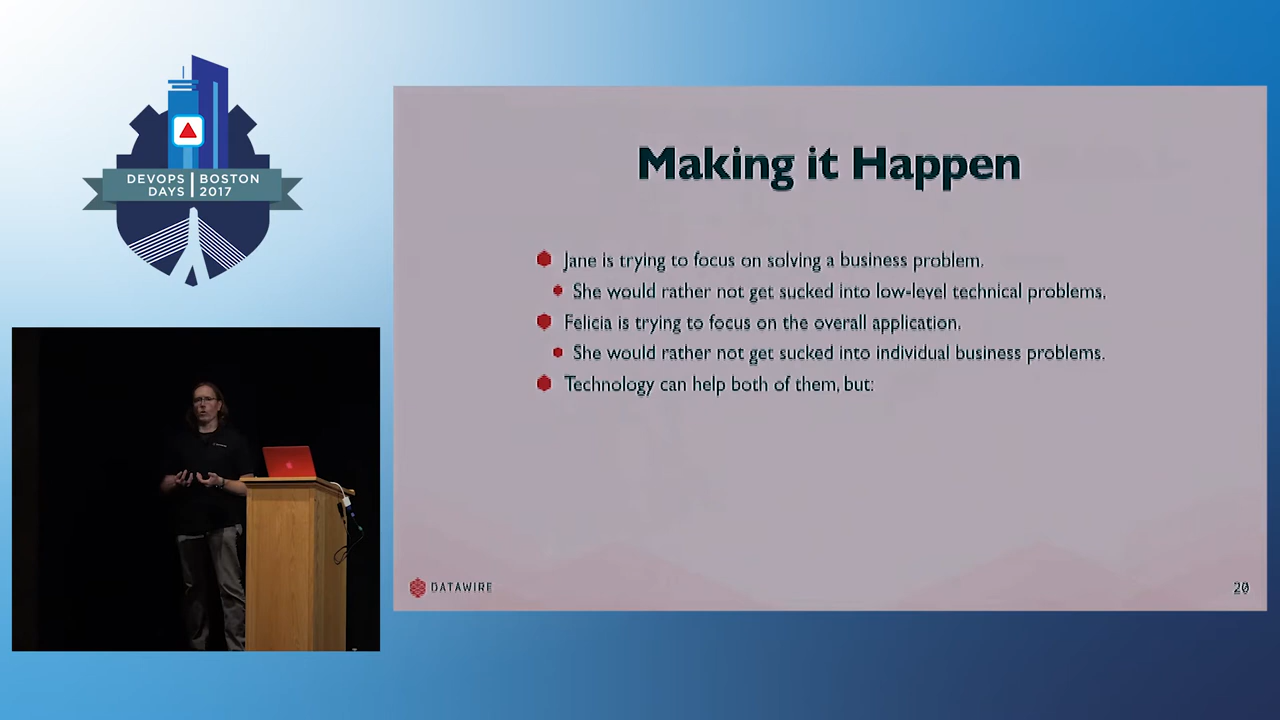 DEVOPS BOSTON
DAYS 2017
Making it Happen
Jane is trying to focus on solving a business problem.
She would rather not get sucked into low-level technical problems.
Felicia is trying to focus on the overall application.
She would rather not get sucked into individual business problems.
Technology can help both of them, but:
DATAWIRE